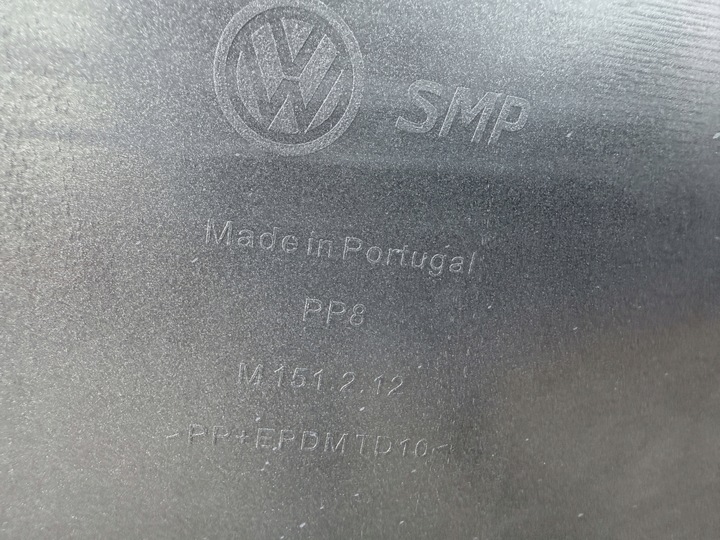 SMP
Made in Portugal
PP8
M 151.2.12
>PP+EPDM TD10<